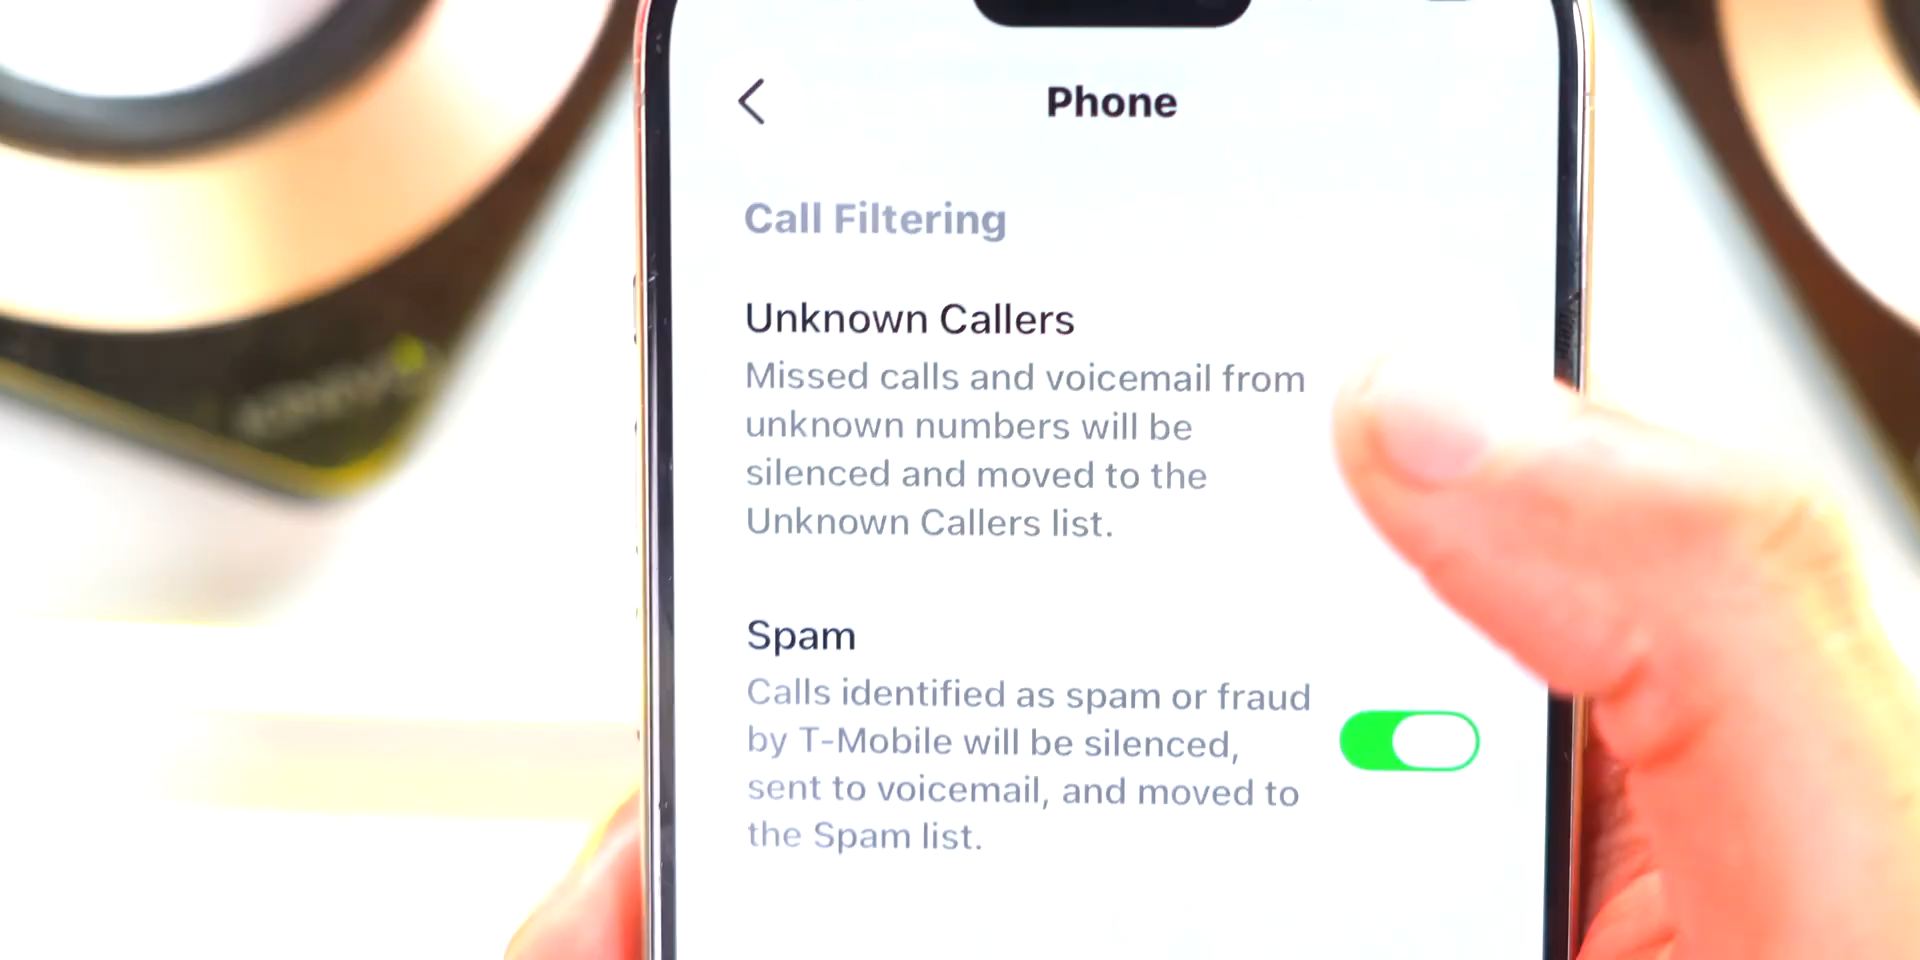 Phone
Call Filtering
Unknown Callers
Missed calls and voicemail from
unknown numbers will be
silenced and moved to the
Unknown Callers list.
Spam
Calls identified as spam or fraud
by T-Mobile will be silenced,
sent to voicemail, and moved to
the Spam list.